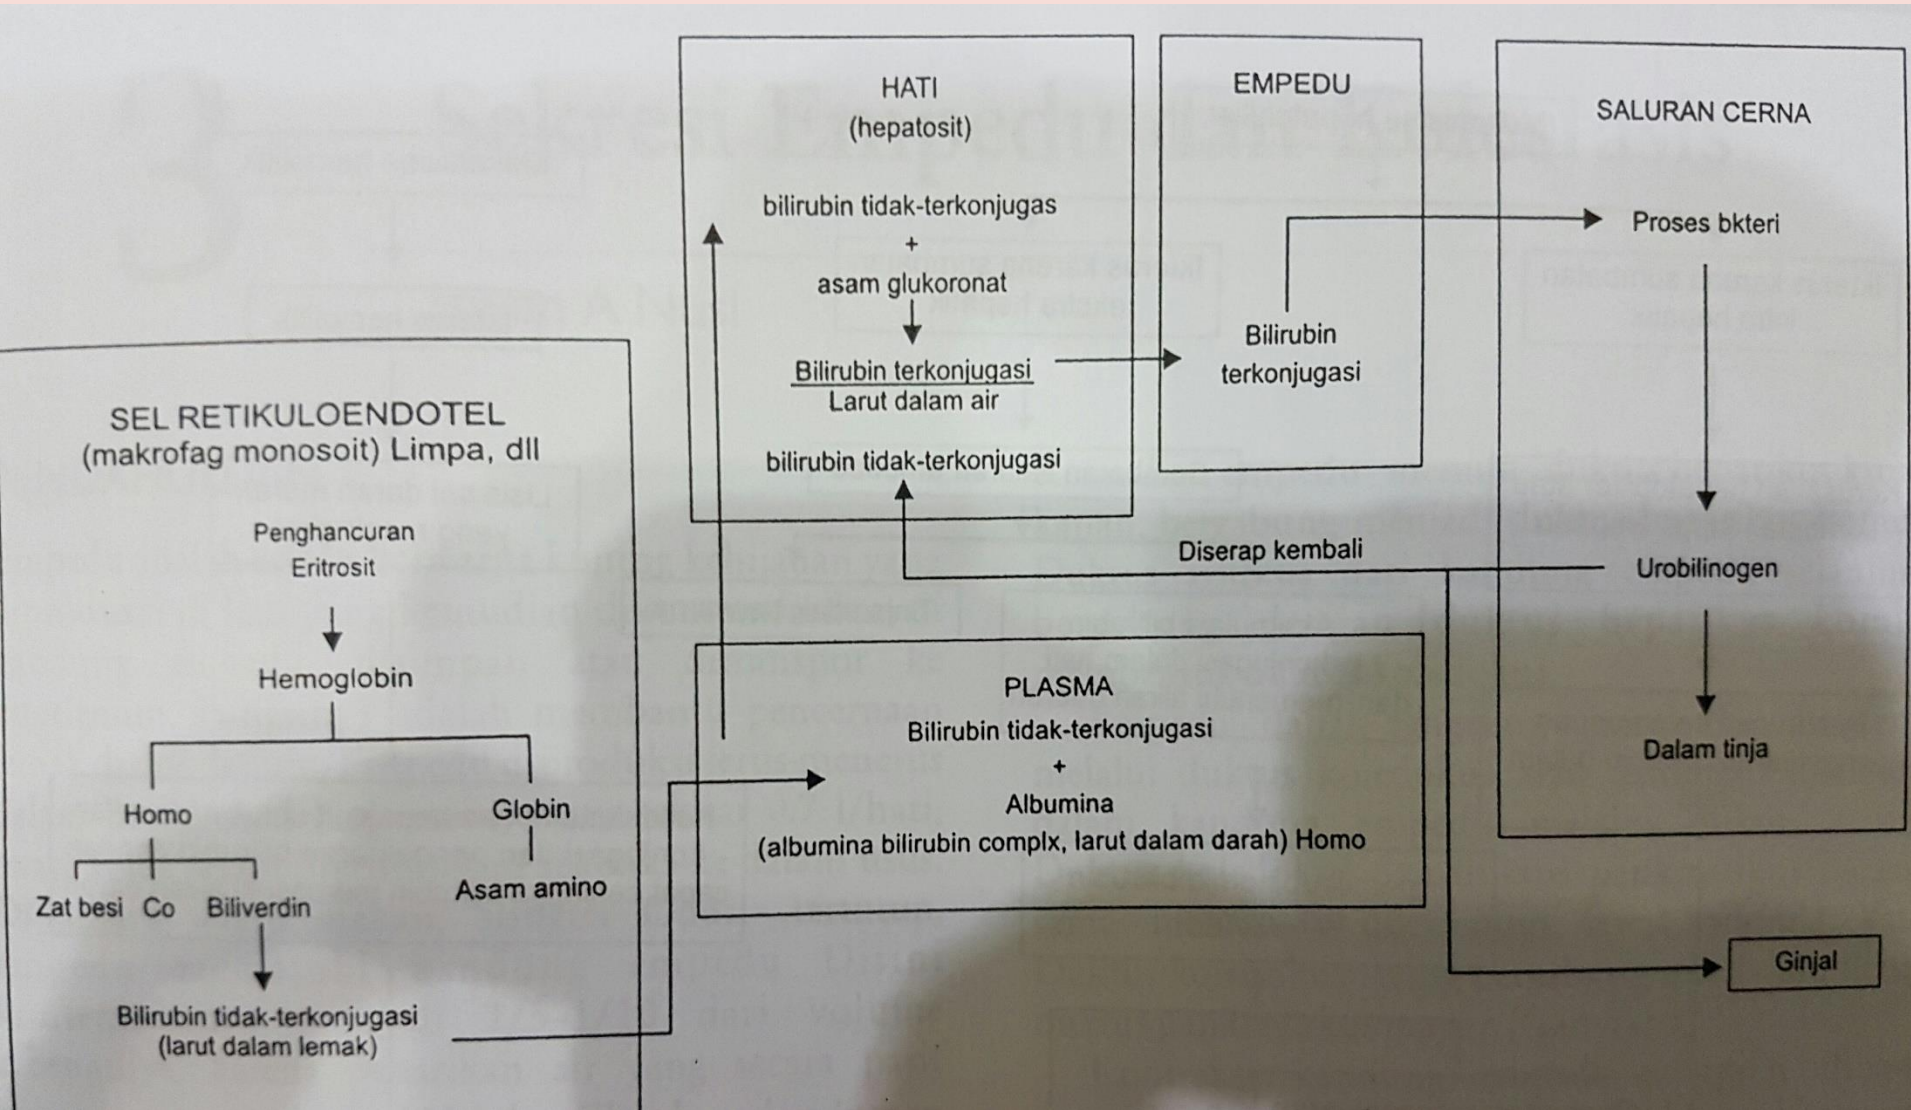 SEL RETIKULOENDOTEL
(makrofag monosoit) Limpa, dll
Penghancuran
Eritrosit
Hemoglobin
Homo
Globin
Zat besi
Co
Biliverdin
Asam amino
Bilirubin tidak-terkonjugasi
(larut dalam lemak)
HATI
(hepatosit)
bilirubin tidak-terkonjugas
+
asam glukoronat
Bilirubin terkonjugasi
Larut dalam air
bilirubin tidak-terkonjugasi
EMPEDU
Bilirubin
terkonjugasi
SALURAN CERNA
Proses bkteri
Urobilinogen
Dalam tinja
Diserap kembali
PLASMA
Bilirubin tidak-terkonjugasi
+
Albumina
(albumina bilirubin complx, larut dalam darah) Homo
Ginjal